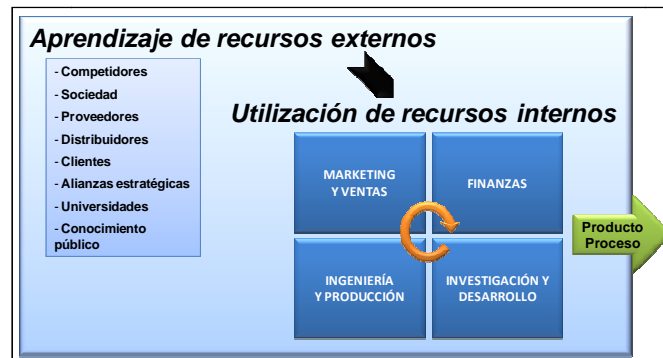 Aprendizaje de recursos externos
- Competidores
- Sociedad
- Proveedores
- Distribuidores
- Clientes
- Alianzas estratégicas
- Universidades
- Conocimiento
público
Utilización de recursos internos
MARKETING
Y VENTAS
FINANZAS
INGENIERÍA
Y PRODUCCIÓN
INVESTIGACIÓN Y
DESARROLLO
Producto
Proceso